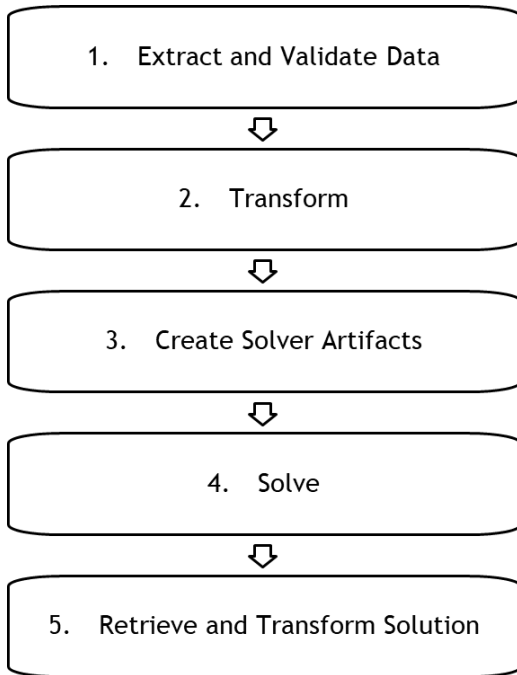 1. Extract and Validate Data
2. Transform
3. Create Solver Artifacts
4. Solve
5. Retrieve and Transform Solution